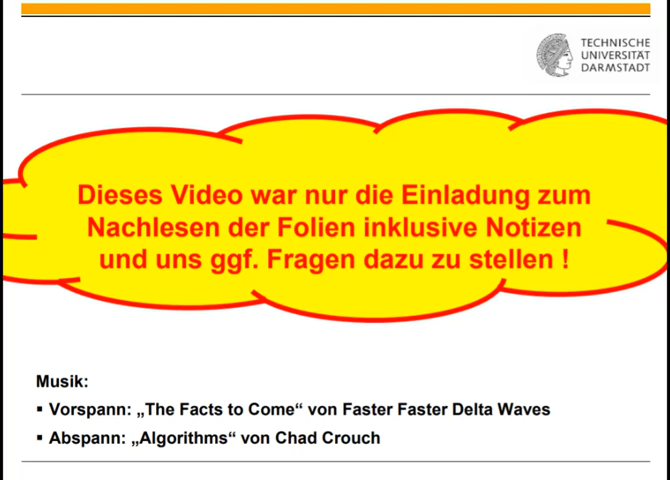 TECHNISCHE
UNIVERSITÄT
DARMSTADT
Dieses Video war nur die Einladung zum
Nachlesen der Folien inklusive Notizen
und uns ggf. Fragen dazu zu stellen !
Musik:
▪ Vorspann: „The Facts to Come“ von Faster Faster Delta Waves
▪ Abspann: „Algorithms“ von Chad Crouch